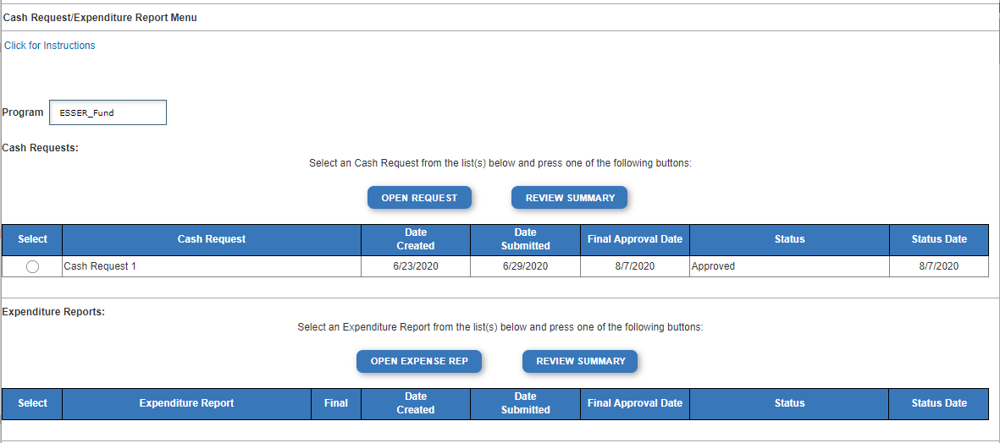 Cash Request/Expenditure Report Menu
Click for Instructions
Program ESSER_Fund
Cash Requests:
Select an Cash Request from the list(s) below and press one of the following buttons:
OPEN REQUEST REVIEW SUMMARY
Select Cash Request Date Created Date Submitted Final Approval Date Status Status Date
Cash Request 1 6/23/2020 6/29/2020 8/7/2020 Approved 8/7/2020
Expenditure Reports:
Select an Expenditure Report from the list(s) below and press one of the following buttons:
OPEN EXPENSE REP REVIEW SUMMARY
Select Expenditure Report Final Date Created Date Submitted Final Approval Date Status Status Date